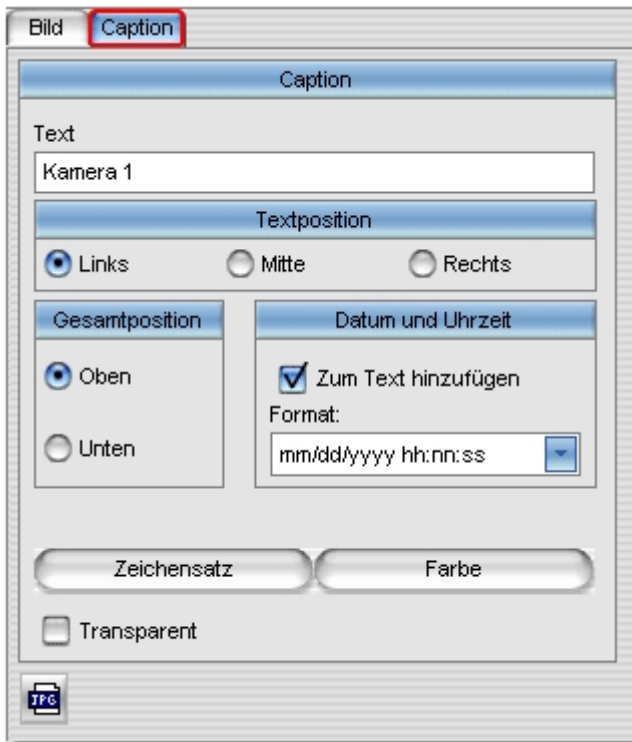 Bild Caption
Caption
Text
Kamera 1
Textposition
Links Mitte Rechts
Gesamtposition Datum und Uhrzeit
Oben Zum Text hinzufügen
Format:
Unten mm/dd/yyyy hh:nn:ss
Zeichensatz Farbe
Transparent
JPG